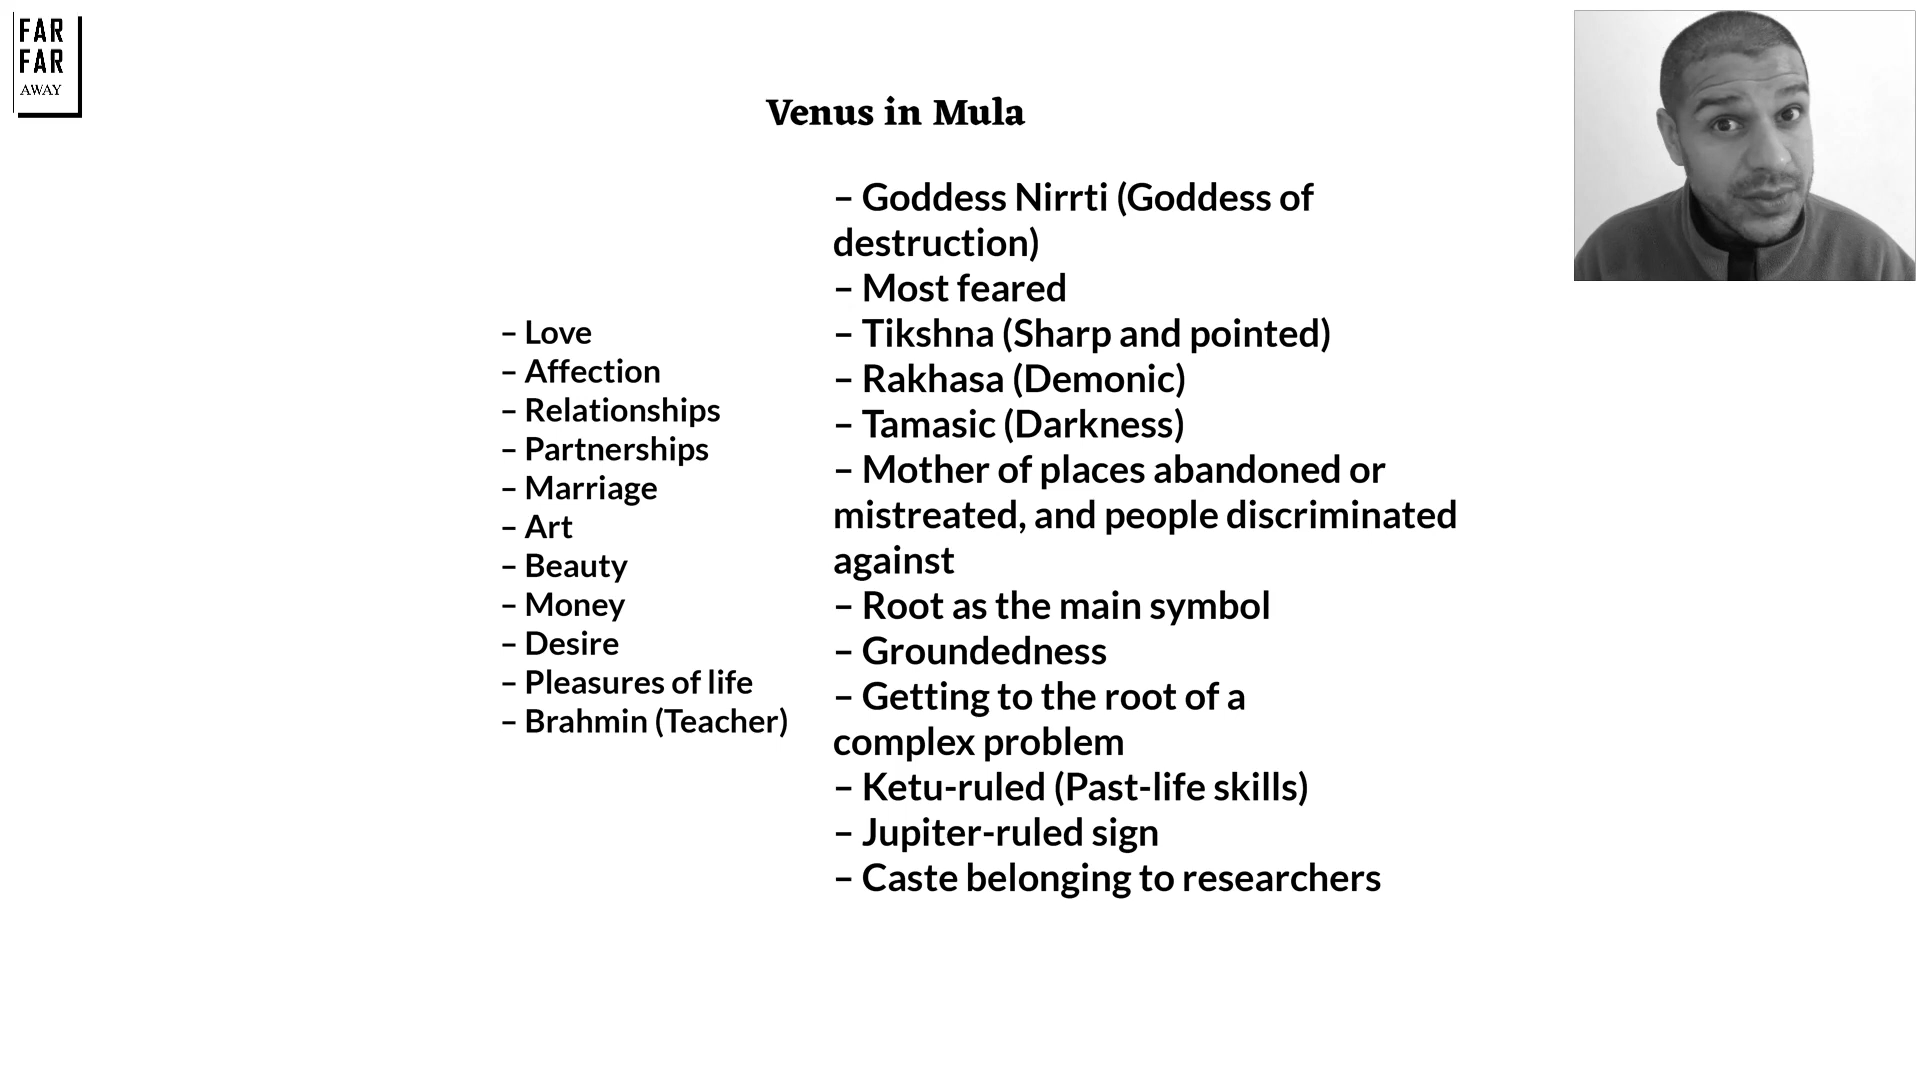 FAR
FAR
AWAY
Venus in Mula
– Love
– Affection
– Relationships
– Partnerships
– Marriage
– Art
– Beauty
– Money
– Desire
– Pleasures of life
– Brahmin (Teacher)
– Goddess Nirrti (Goddess of
destruction)
– Most feared
– Tikshna (Sharp and pointed)
– Rakhasa (Demonic)
– Tamasic (Darkness)
– Mother of places abandoned or
mistreated, and people discriminated
against
– Root as the main symbol
– Groundedness
– Getting to the root of a
complex problem
– Ketu-ruled (Past-life skills)
– Jupiter-ruled sign
– Caste belonging to researchers